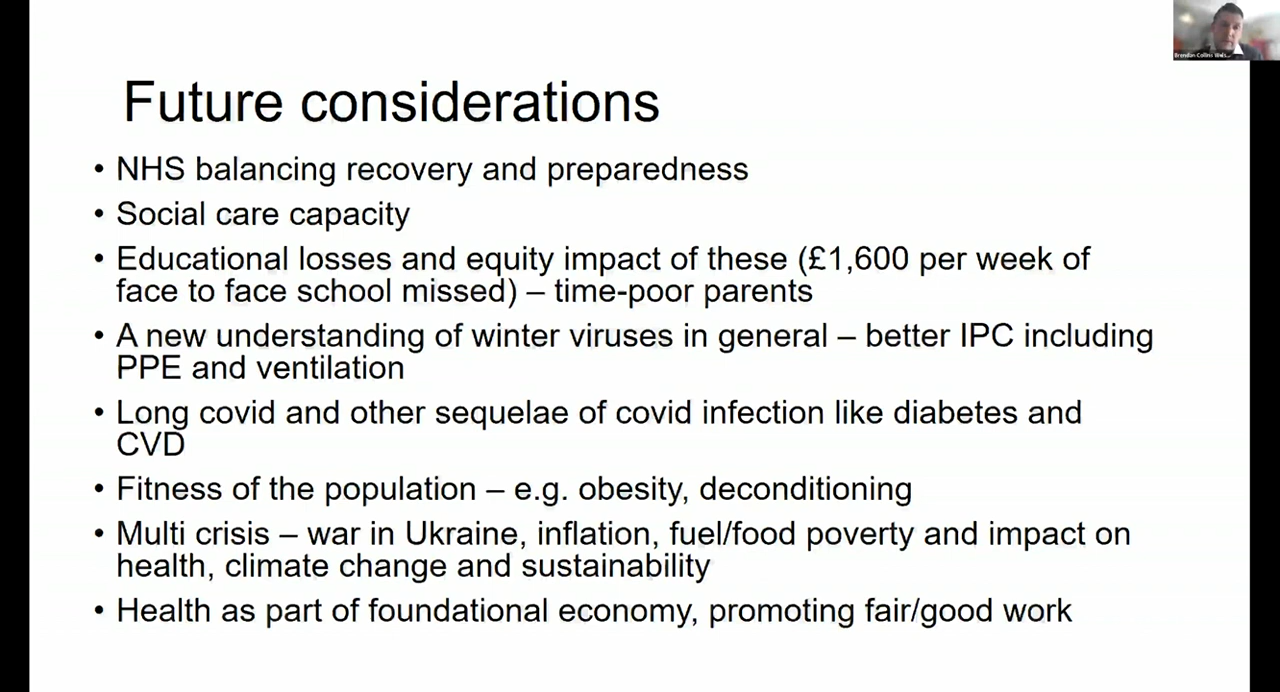 Future considerations
• NHS balancing recovery and preparedness
• Social care capacity
• Educational losses and equity impact of these (£1,600 per week of
face to face school missed) – time-poor parents
• A new understanding of winter viruses in general – better IPC including
PPE and ventilation
• Long covid and other sequelae of covid infection like diabetes and
CVD
• Fitness of the population – e.g. obesity, deconditioning
• Multi crisis – war in Ukraine, inflation, fuel/food poverty and impact on
health, climate change and sustainability
• Health as part of foundational economy, promoting fair/good work
Brendan Collins